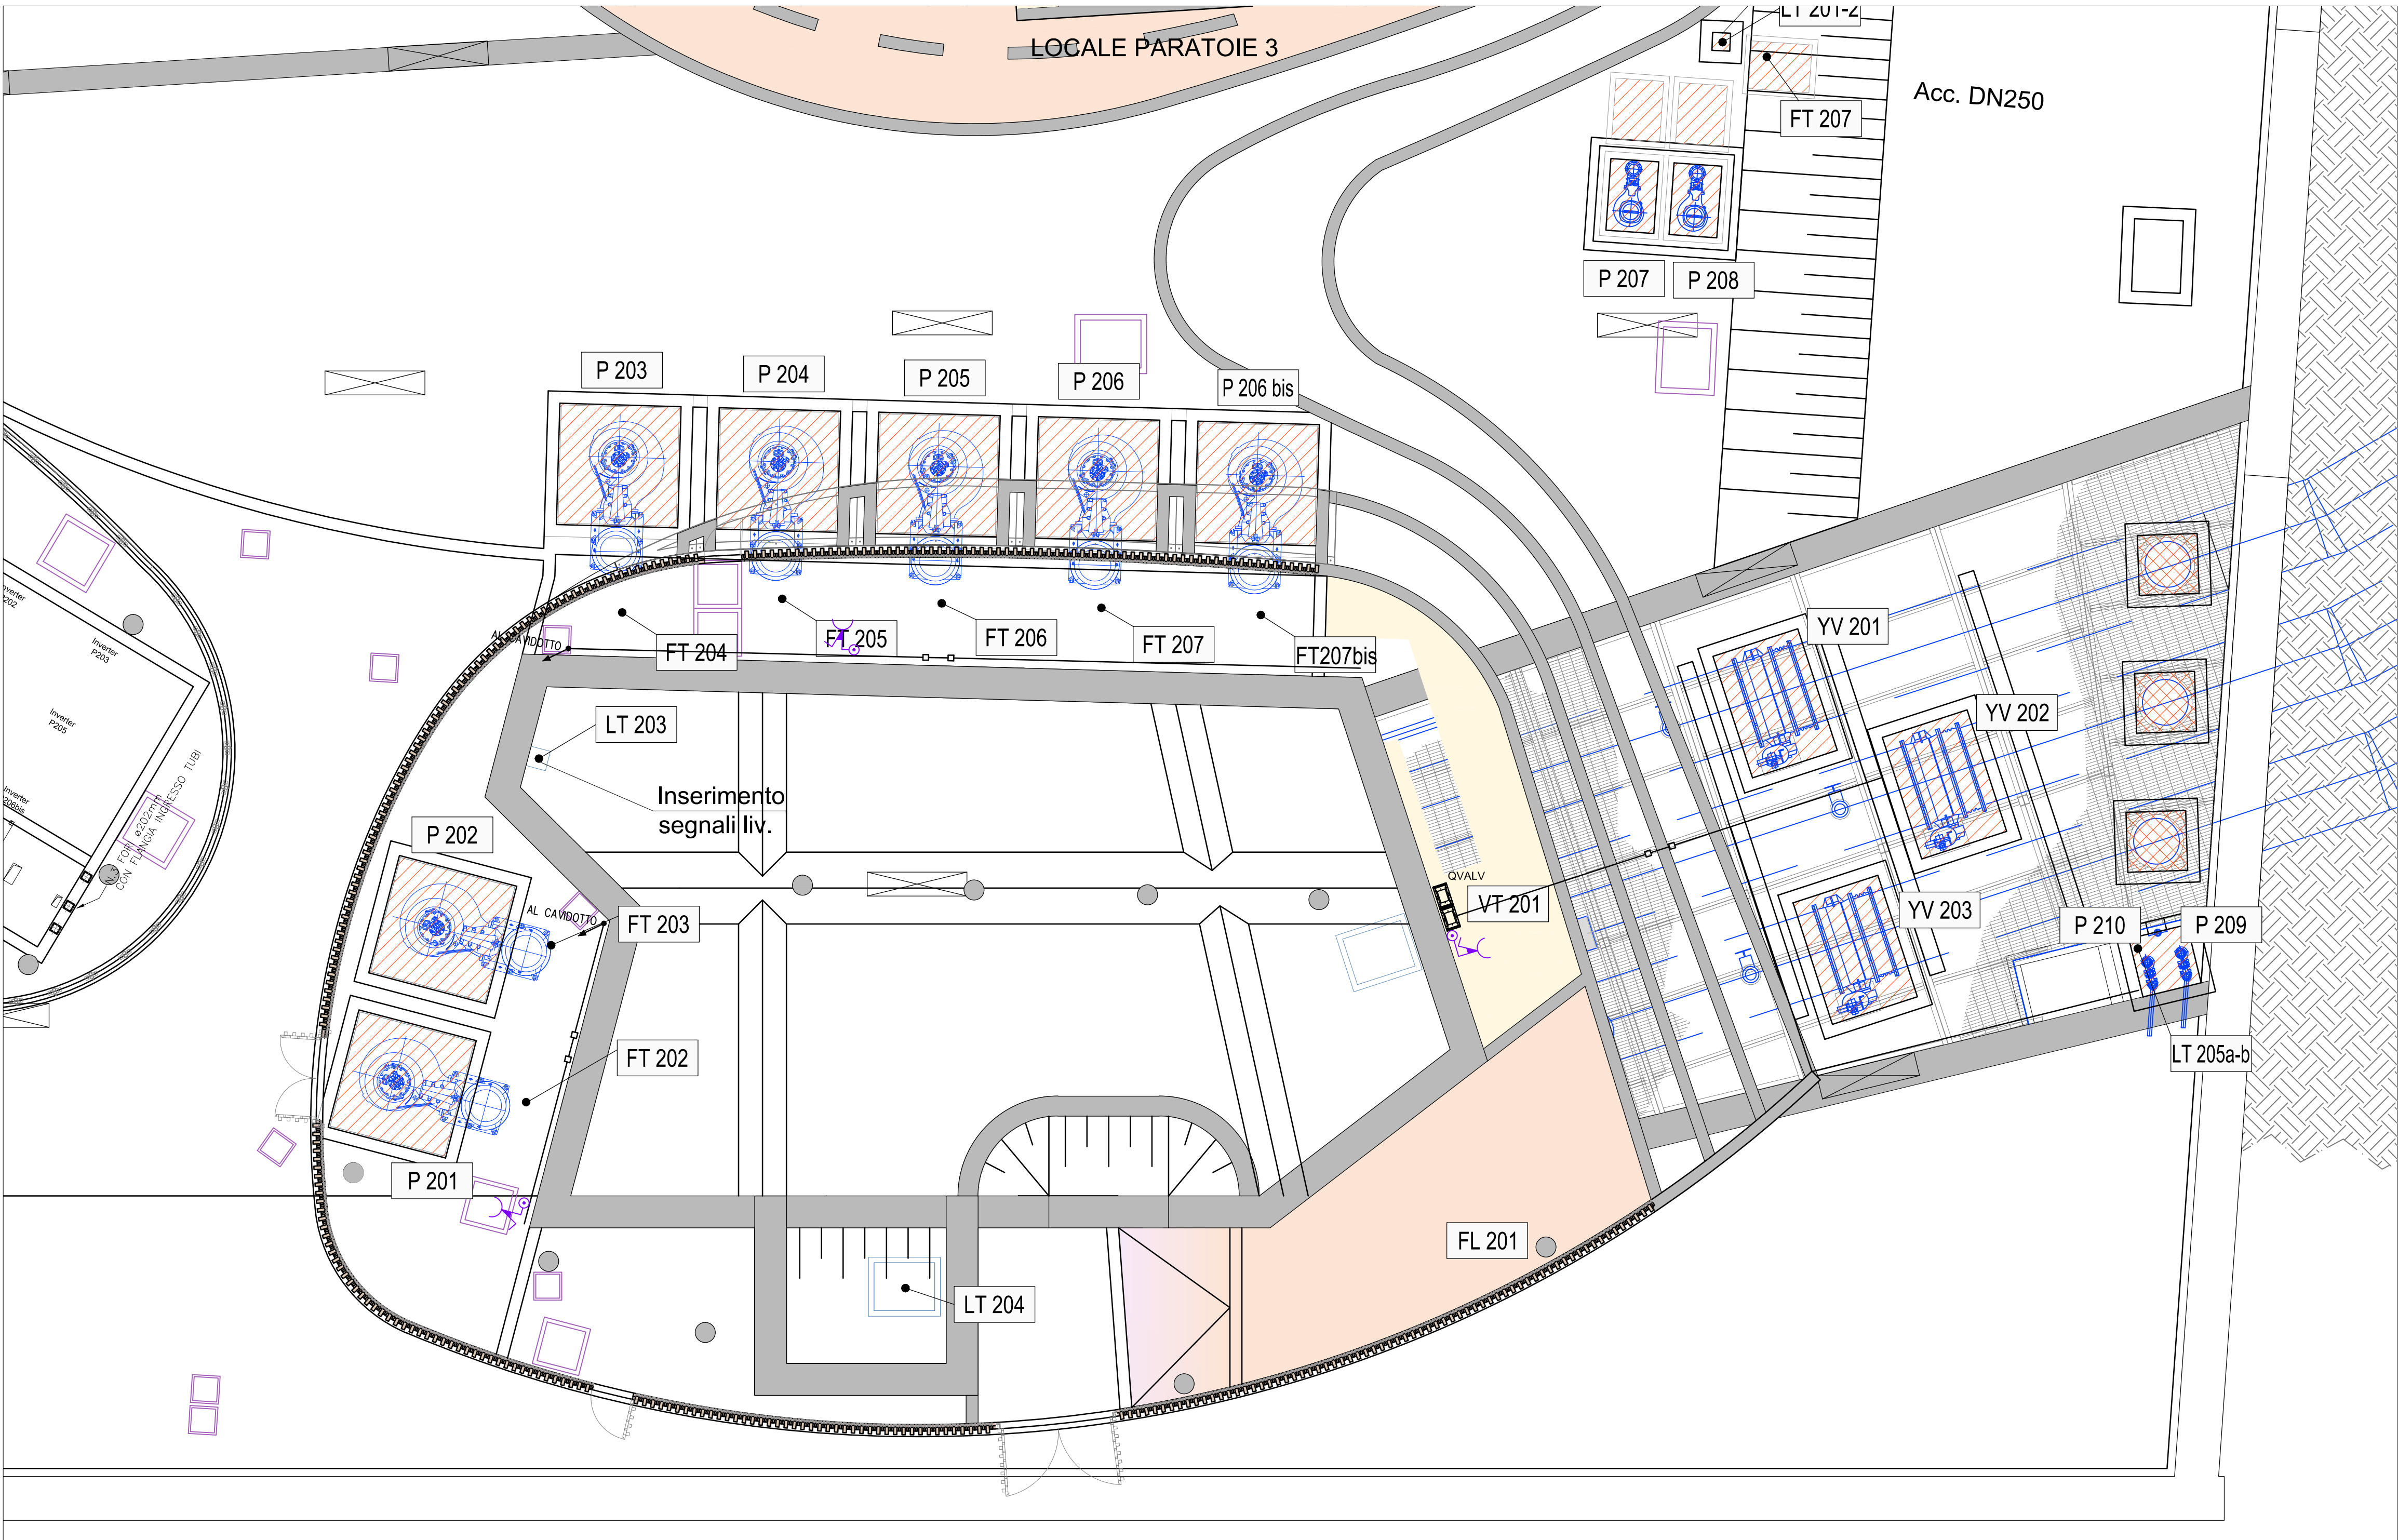 LT 201-2
LOCALE PARATOIE 3
Acc. DN250
FT 207
P 207
P 208
P 203
P 204
P 205
P 206
P 206 bis
AL CAVIDOTTO
FT 204
FT 205
FT 206
FT 207
FT207bis
YV 201
YV 202
YV 203
Inverter
P203
Inverter
P205
LT 203
Inserimento
segnali liv.
N.3 FORI ø202mm
CON FLANGIA INGRESSO TUBI
P 202
AL CAVIDOTTO
FT 203
QVALV
VT 201
P 210
P 209
LT 205a-b
FT 202
P 201
FL 201
LT 204